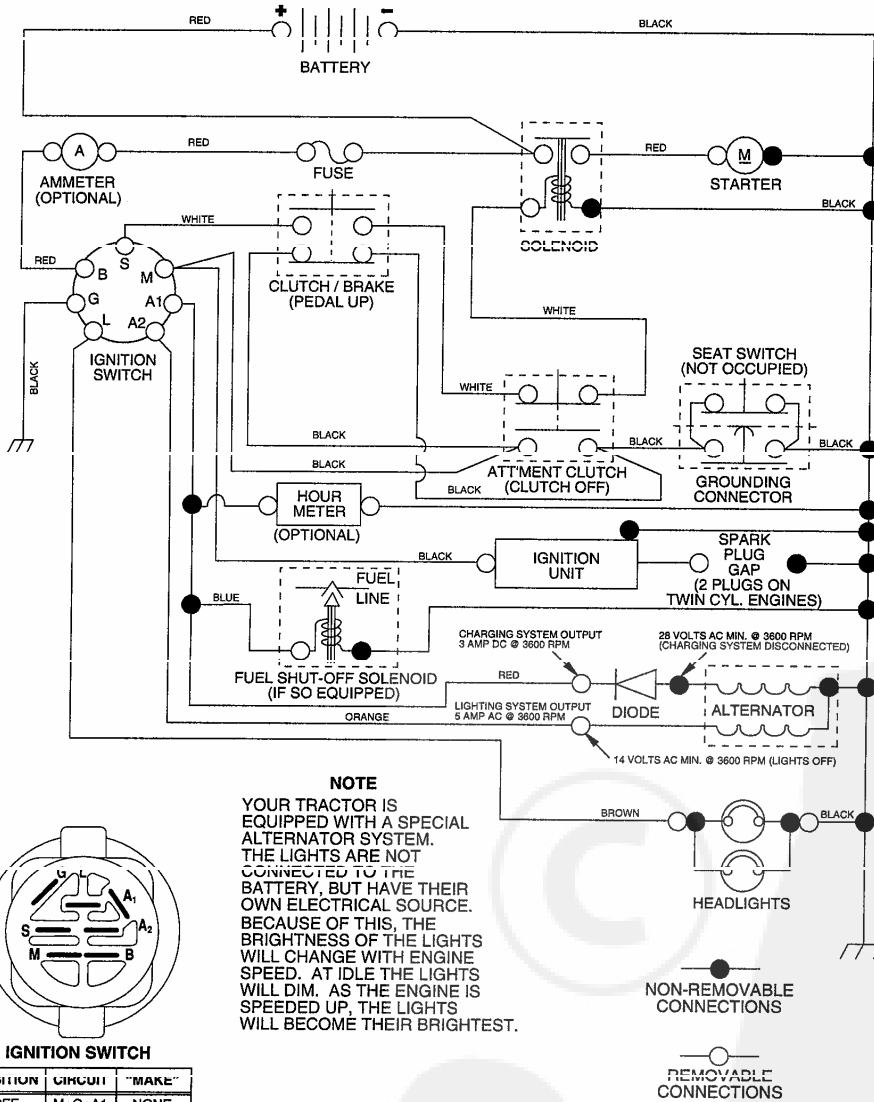 RED
+
-
BLACK
BATTERY
A
RED
FUSE
AMMETER
(OPTIONAL)
RED
M
STARTER
SOLENOID
BLACK
WHITE
CLUTCH / BRAKE
(PEDAL UP)
RED
S
B
M
G
A1
L
A2
IGNITION
SWITCH
BLACK
WHITE
WHITE
SEAT SWITCH
(NOT OCCUPIED)
BLACK
BLACK
BLACK
BLACK
BLACK
ATT'MENT CLUTCH
(CLUTCH OFF)
GROUNDING
CONNECTOR
HOUR
METER
(OPTIONAL)
BLACK
IGNITION
UNIT
SPARK
PLUG
GAP
(2 PLUGS ON
TWIN CYL. ENGINES)
BLUE
FUEL
LINE
FUEL SHUT-OFF SOLENOID
(IF SO EQUIPPED)
CHARGING SYSTEM OUTPUT
3 AMP DC @ 3600 RPM
28 VOLTS AC MIN. @ 3600 RPM
(CHARGING SYSTEM DISCONNECTED)
RED
DIODE
ALTERNATOR
ORANGE
LIGHTING SYSTEM OUTPUT
5 AMP AC @ 3600 RPM
14 VOLTS AC MIN. @ 3600 RPM (LIGHTS OFF)
BROWN
BLACK
HEADLIGHTS
NOTE
YOUR TRACTOR IS
EQUIPPED WITH A SPECIAL
ALTERNATOR SYSTEM.
THE LIGHTS ARE NOT
CONNECTED TO THE
BATTERY, BUT HAVE THEIR
OWN ELECTRICAL SOURCE.
BECAUSE OF THIS, THE
BRIGHTNESS OF THE LIGHTS
WILL CHANGE WITH ENGINE
SPEED. AT IDLE THE LIGHTS
WILL DIM. AS THE ENGINE IS
SPEEDED UP, THE LIGHTS
WILL BECOME THEIR BRIGHTEST.
G
L
A1
A2
S
M
B
IGNITION SWITCH
NON-REMOVABLE
CONNECTIONS
REMOVABLE
CONNECTIONS
©
SITION CIRCUIT "MAKE"
OFF M+G+A1 NONE